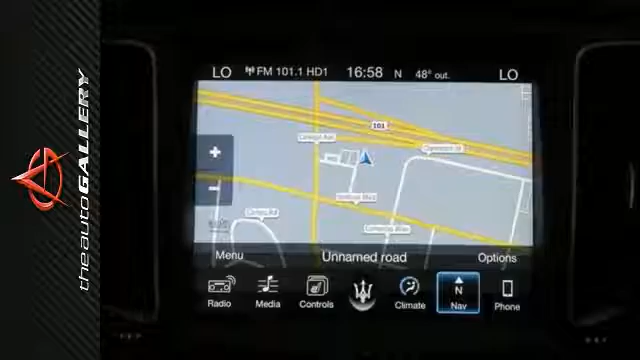 theautoGALLERY
LO FM 101.1 HD1 16:58 N 48° out. LO
101
+
−
Menu Unnamed road Options
Radio Media Controls Climate N Nav Phone